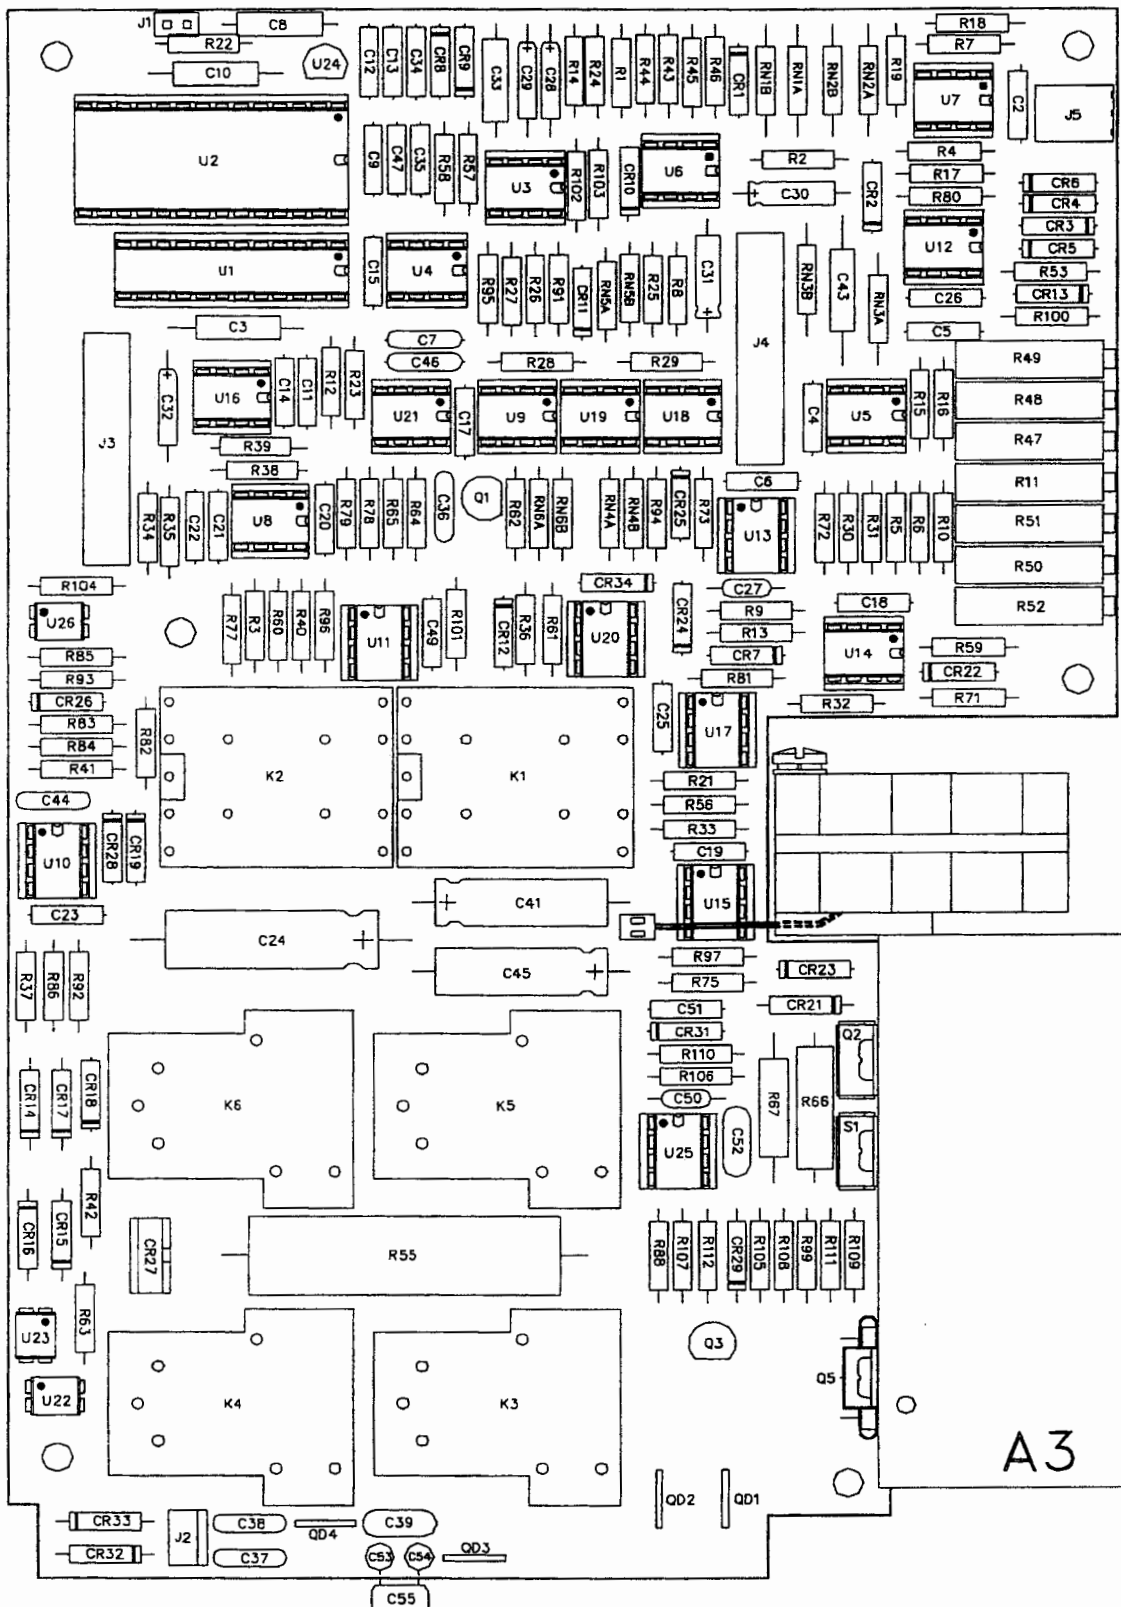 J1
C8
R18
R22
R7
U24
C10
C12
C13
C34
CR8
CR9
C33
C29
C28
R14
R24
R1
R44
R43
R45
R46
CR1
RN1B
RN1A
RN2B
RN2A
R19
U7
C2
J5
U2
C9
C47
C35
R58
R57
U3
R102
R103
CR10
U6
R2
C30
CR2
R4
R17
R80
CR6
CR4
CR3
CR5
U12
U1
C15
U4
R95
R27
R26
R91
CR11
RN5A
RN5B
R25
R8
C31
J4
RN3B
C43
RN3A
C26
R53
CR13
R100
C3
C7
C5
C46
R28
R29
R49
J3
C32
U16
C14
C11
R12
R23
U21
C17
U9
U19
U18
C4
U5
R15
R16
R48
R39
R47
R38
C6
R11
R34
R35
C22
C21
U8
C20
R79
R78
R65
R64
C36
Q1
R62
RN6A
RN6B
RN4A
RN4B
R94
CR25
R73
U13
R72
R30
R31
R5
R6
R10
R51
R50
R104
CR34
C27
C18
R52
U26
R77
R3
R60
R40
R96
U11
C49
R101
CR12
R36
R61
U20
CR24
R9
R13
CR7
R81
U14
R59
CR22
R71
R32
R85
R93
CR26
R83
R84
R41
R82
K2
K1
C25
U17
R21
R56
R33
C44
U10
CR28
CR19
C19
U15
C23
C41
C24
C45
R97
R75
CR23
R37
R86
R92
C51
CR21
CR31
R110
R106
C50
Q2
CR14
CR17
CR18
K6
K5
R67
R66
S1
U25
C52
R42
CR16
CR15
CR27
R55
R88
R107
R112
CR29
R105
R108
R99
R111
R109
U23
R63
Q3
U22
K4
K3
Q5
A3
QD2
QD1
CR33
J2
C38
QD4
C39
CR32
C37
C53
C54
QD3
C55